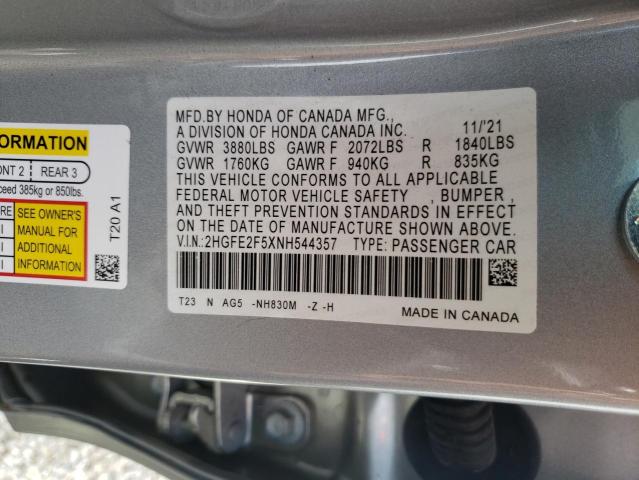 MFD.BY HONDA OF CANADA MFG.,
A DIVISION OF HONDA CANADA INC. 11/'21
GVWR 3880LBS GAWR F 2072LBS R 1840LBS
GVWR 1760KG GAWR F 940KG R 835KG
THIS VEHICLE CONFORMS TO ALL APPLICABLE
FEDERAL MOTOR VEHICLE SAFETY , BUMPER ,
AND THEFT PREVENTION STANDARDS IN EFFECT
ON THE DATE OF MANUFACTURE SHOWN ABOVE.
V.I.N.:2HGFE2F5XNH544357 TYPE: PASSENGER CAR
T23 N AG5 -NH830M -Z -H
MADE IN CANADA
ORMATION
ONT 2 REAR 3
ceed 385kg or 850lbs.
RE SEE OWNER'S
MANUAL FOR
ADDITIONAL
INFORMATION
T20 A1